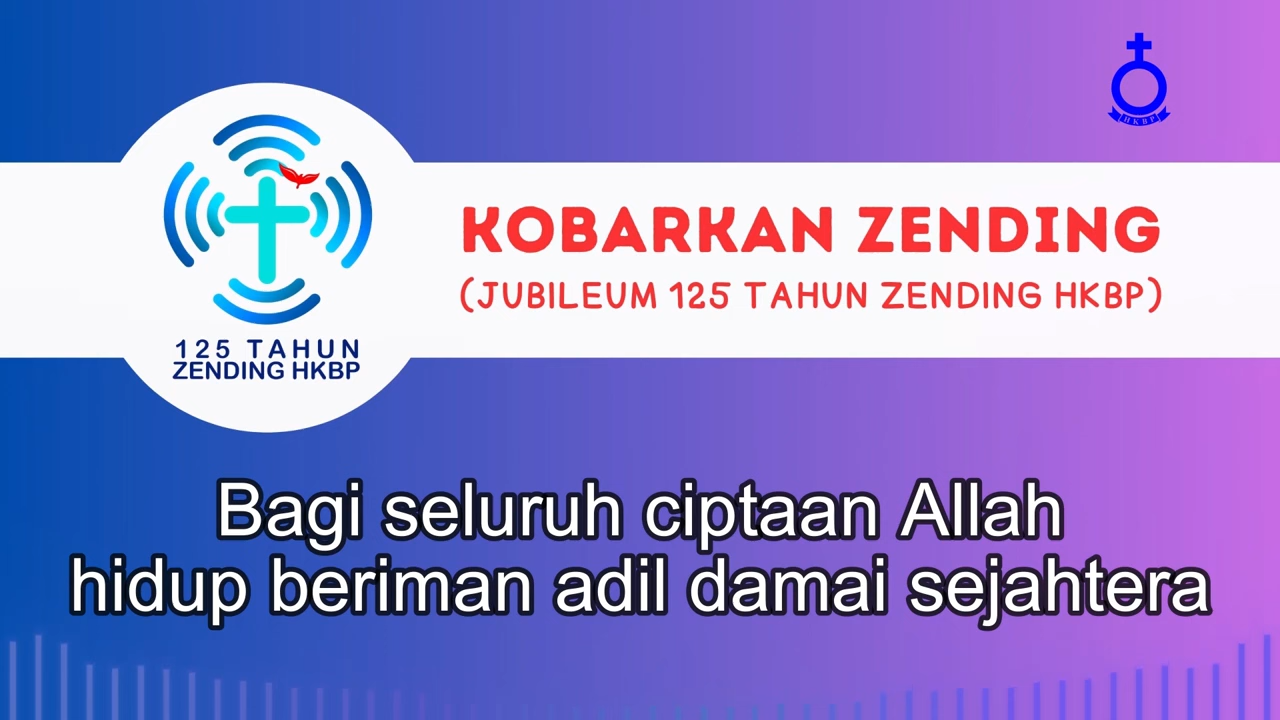 HKBP
KOBARKAN ZENDING
(JUBILEUM 125 TAHUN ZENDING HKBP)
125 TAHUN
ZENDING HKBP
Bagi seluruh ciptaan Allah
hidup beriman adil damai sejahtera